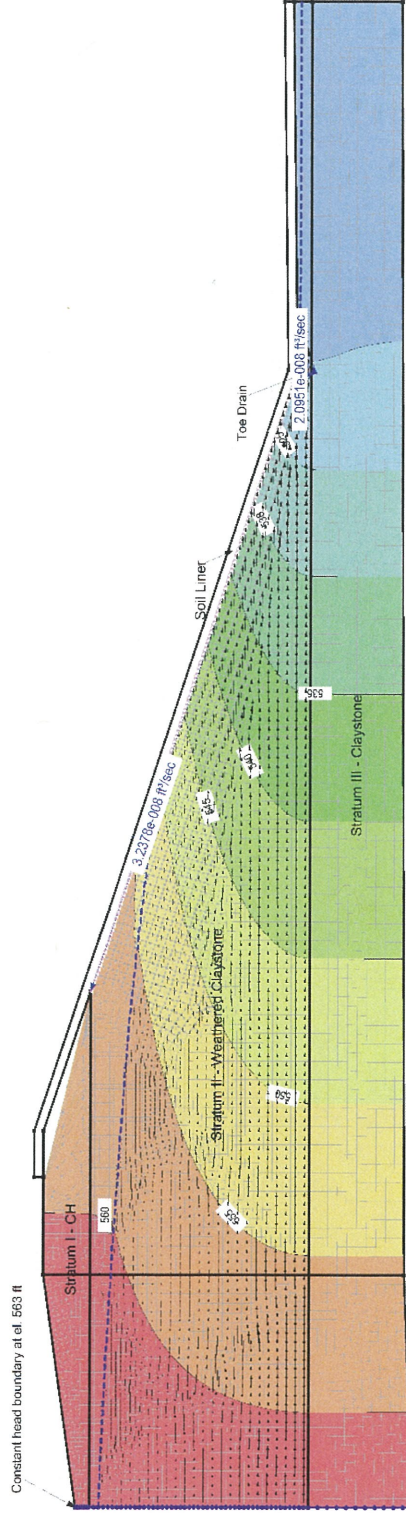 Constant head boundary at el. 563 ft
Stratum I - CH
560
555
Stratum II - Weathered Claystone
550
3.2378e-008 ft³/sec
545
540
Soil Liner
535
Stratum III - Claystone
Toe Drain
2.0951e-008 ft³/sec